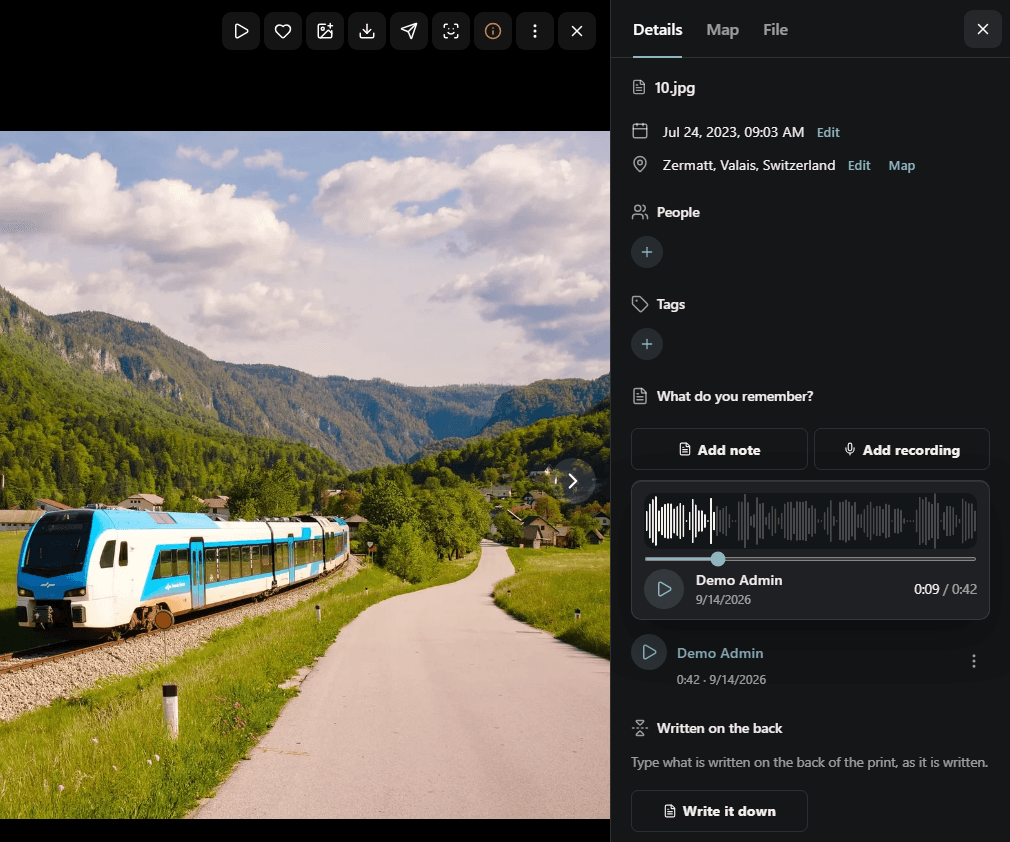 Details Map File
10.jpg
Jul 24, 2023, 09:03 AM Edit
Zermatt, Valais, Switzerland Edit Map
People
Tags
What do you remember?
Add note Add recording
Demo Admin
9/14/2026
0:09 / 0:42
Demo Admin
0:42 · 9/14/2026
Written on the back
Type what is written on the back of the print, as it is written.
Write it down